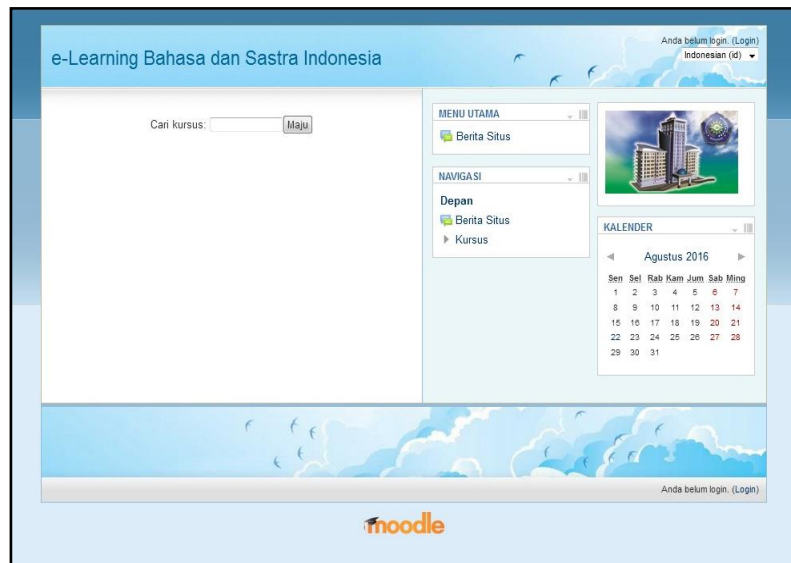 Anda belum login. (Login)
Indonesian (id)
e-Learning Bahasa dan Sastra Indonesia
Cari kursus: Maju
MENU UTAMA
Berita Situs
NAVIGASI
Depan
Berita Situs
Kursus
KALENDER
Agustus 2016
Sen Sel Rab Kam Jum Sab Ming
1 2 3 4 5 6 7
8 9 10 11 12 13 14
15 16 17 18 19 20 21
22 23 24 25 26 27 28
29 30 31
Anda belum login. (Login)
moodle